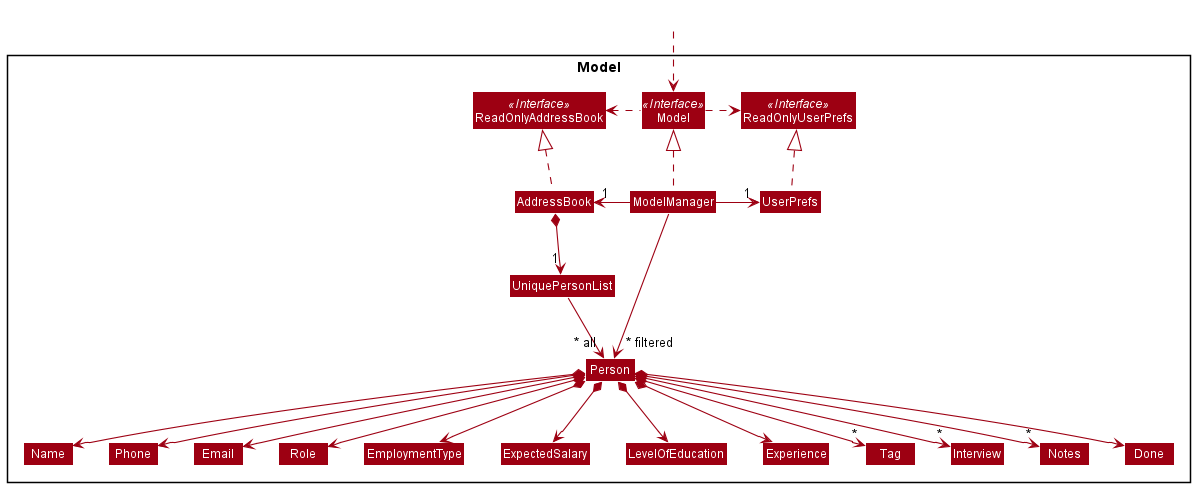 Model
«Interface»
ReadOnlyAddressBook
«Interface»
Model
«Interface»
ReadOnlyUserPrefs
AddressBook
1
ModelManager
1
UserPrefs
1
UniquePersonList
* all
* filtered
Person
*
*
*
Name
Phone
Email
Role
EmploymentType
ExpectedSalary
LevelOfEducation
Experience
Tag
Interview
Notes
Done